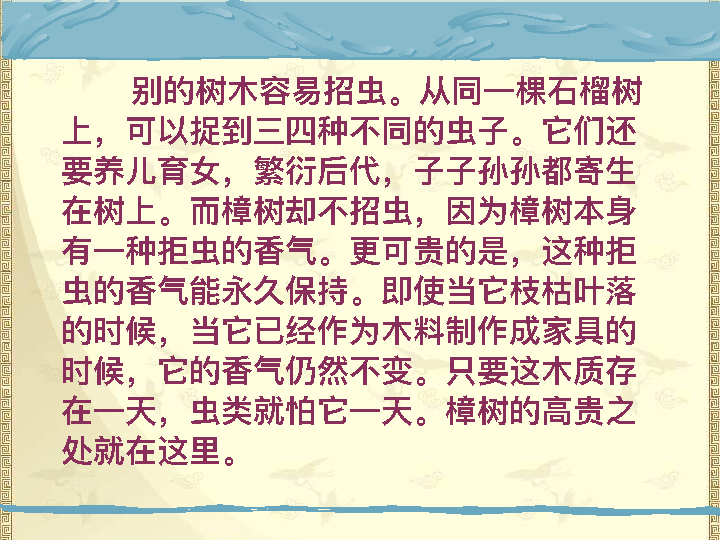 别的树木容易招虫。从同一棵石榴树
上，可以捉到三四种不同的虫子。它们还
要养儿育女，繁衍后代，子子孙孙都寄生
在树上。而樟树却不招虫，因为樟树本身
有一种拒虫的香气。更可贵的是，这种拒
虫的香气能永久保持。即使当它枝枯叶落
的时候，当它已经作为木料制作成家具的
时候，它的香气仍然不变。只要这木质存
在一天，虫类就怕它一天。樟树的高贵之
处就在这里。